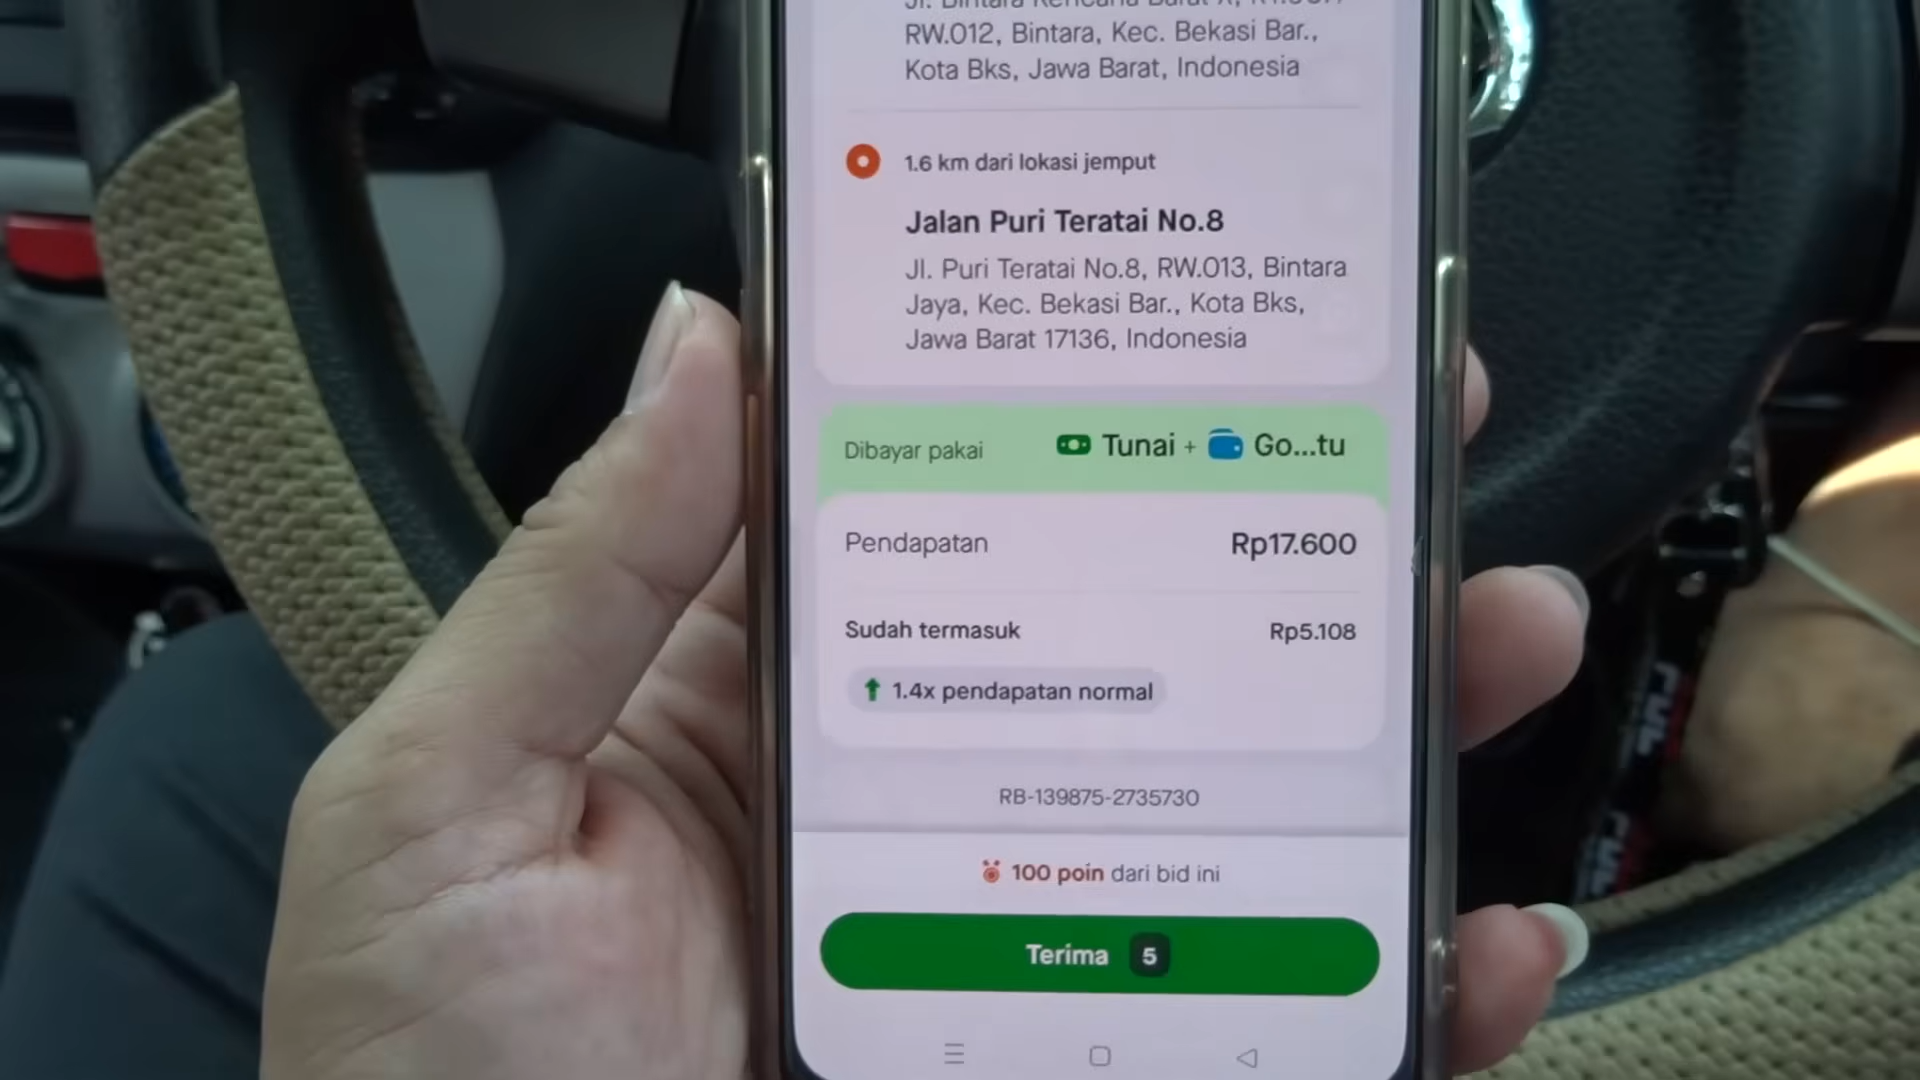 RW.012, Bintara, Kec. Bekasi Bar.,
Kota Bks, Jawa Barat, Indonesia
1.6 km dari lokasi jemput
Jalan Puri Teratai No.8
Jl. Puri Teratai No.8, RW.013, Bintara
Jaya, Kec. Bekasi Bar., Kota Bks,
Jawa Barat 17136, Indonesia
Dibayar pakai Tunai + Go...tu
Pendapatan Rp17.600
Sudah termasuk Rp5.108
1.4x pendapatan normal
RB-139875-2735730
100 poin dari bid ini
Terima 5